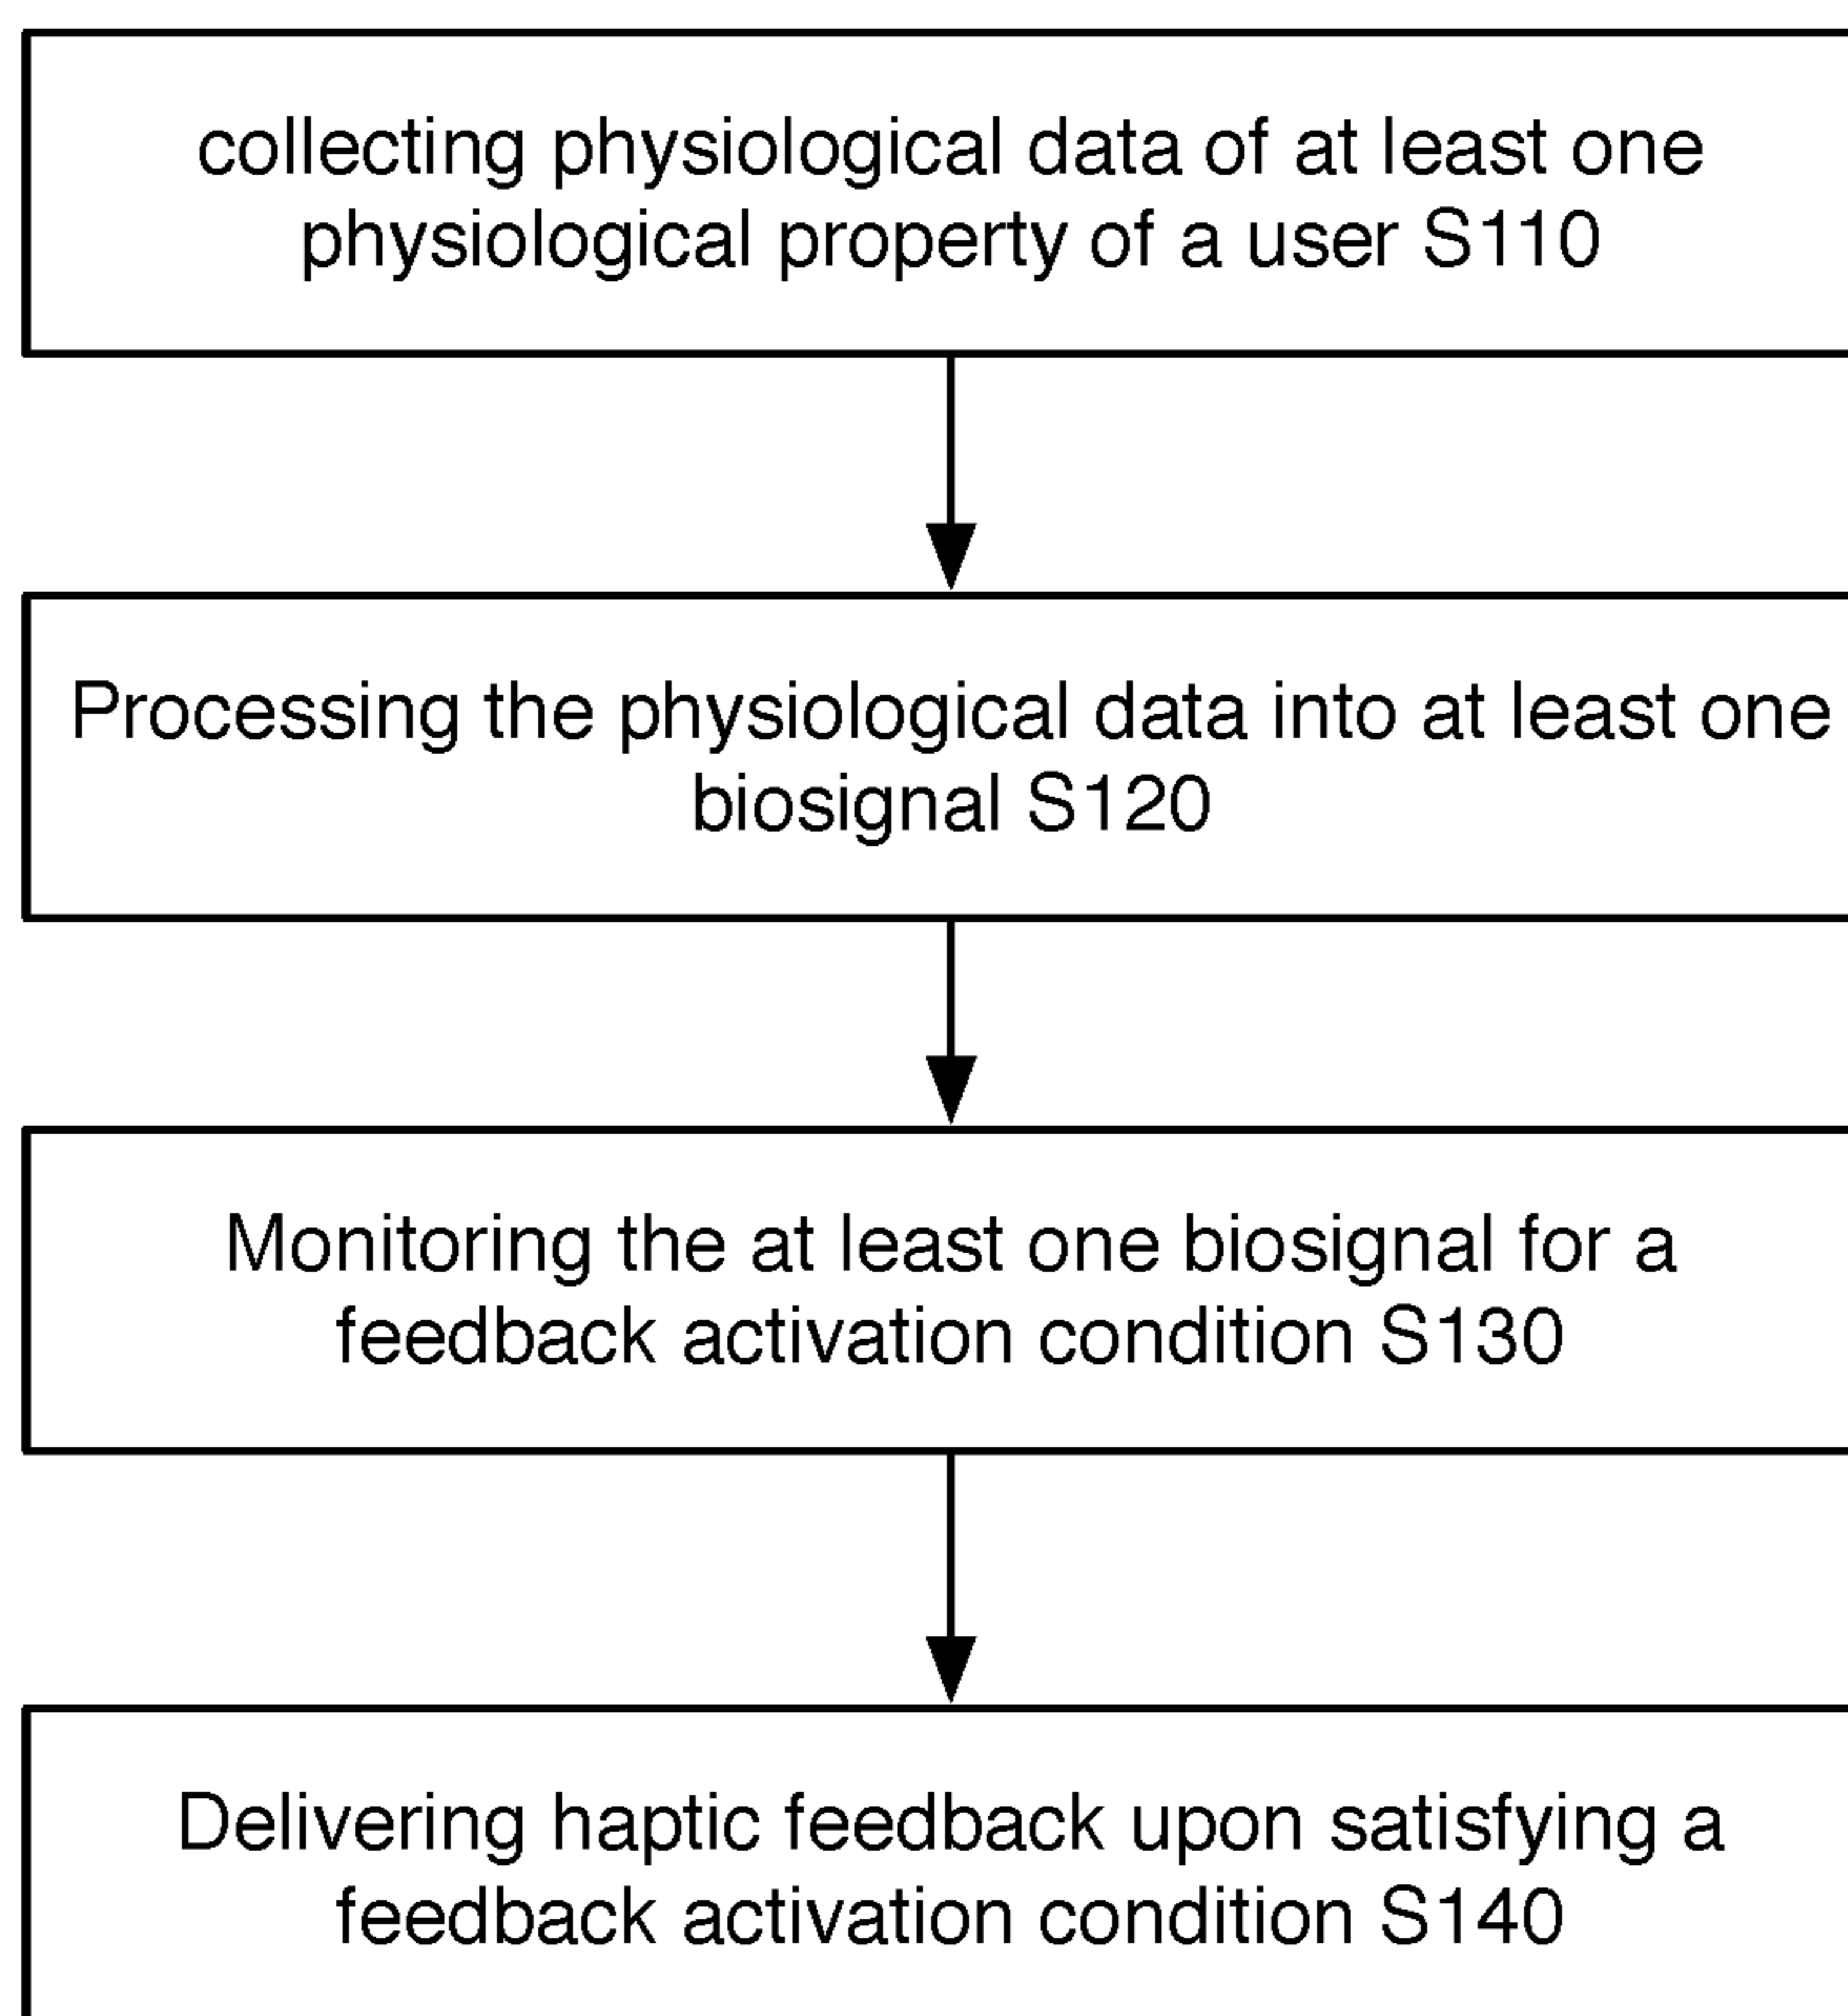 collecting physiological data of at least one
physiological property of a user S110
Processing the physiological data into at least one
biosignal S120
Monitoring the at least one biosignal for a
feedback activation condition S130
Delivering haptic feedback upon satisfying a
feedback activation condition S140